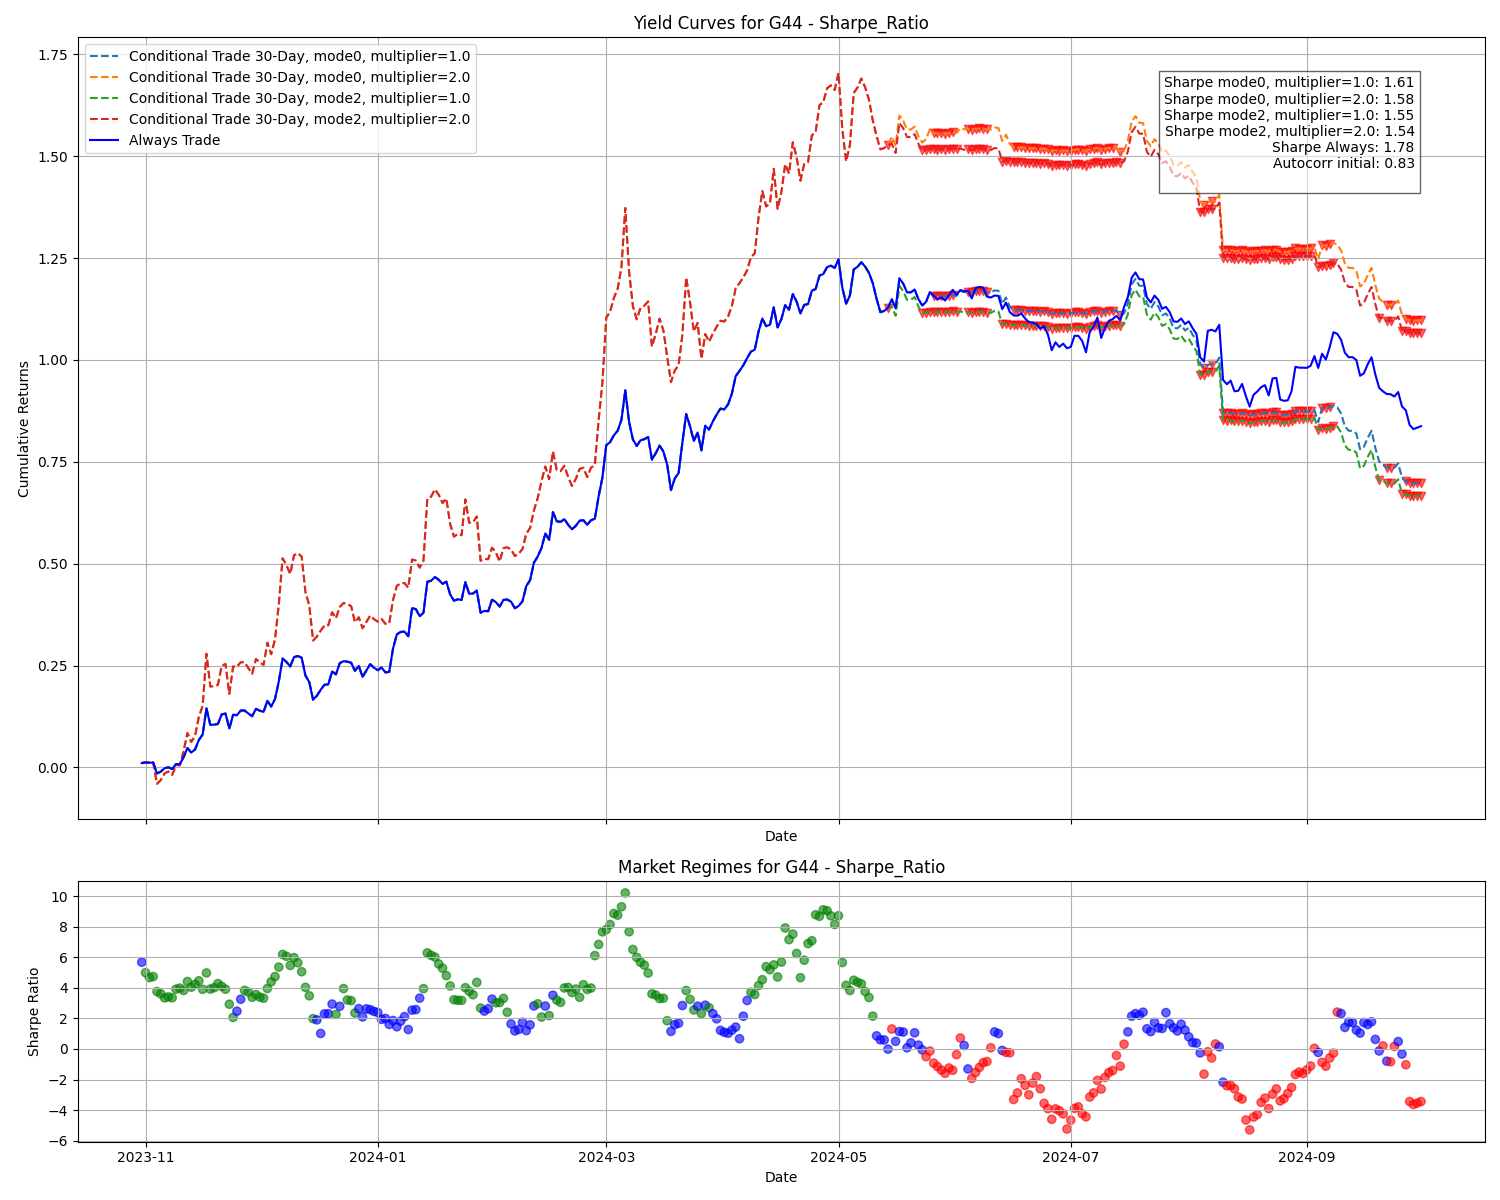 Yield Curves for G44 - Sharpe_Ratio
Conditional Trade 30-Day, mode0, multiplier=1.0
Conditional Trade 30-Day, mode0, multiplier=2.0
Conditional Trade 30-Day, mode2, multiplier=1.0
Conditional Trade 30-Day, mode2, multiplier=2.0
Always Trade
Sharpe mode0, multiplier=1.0: 1.61
Sharpe mode0, multiplier=2.0: 1.58
Sharpe mode2, multiplier=1.0: 1.55
Sharpe mode2, multiplier=2.0: 1.54
Sharpe Always: 1.78
Autocorr initial: 0.83
1.75
1.50
1.25
1.00
0.75
0.50
0.25
0.00
Cumulative Returns
Date
Market Regimes for G44 - Sharpe_Ratio
10
8
6
4
2
0
−2
−4
−6
Sharpe Ratio
2023-11
2024-01
2024-03
2024-05
2024-07
2024-09
Date